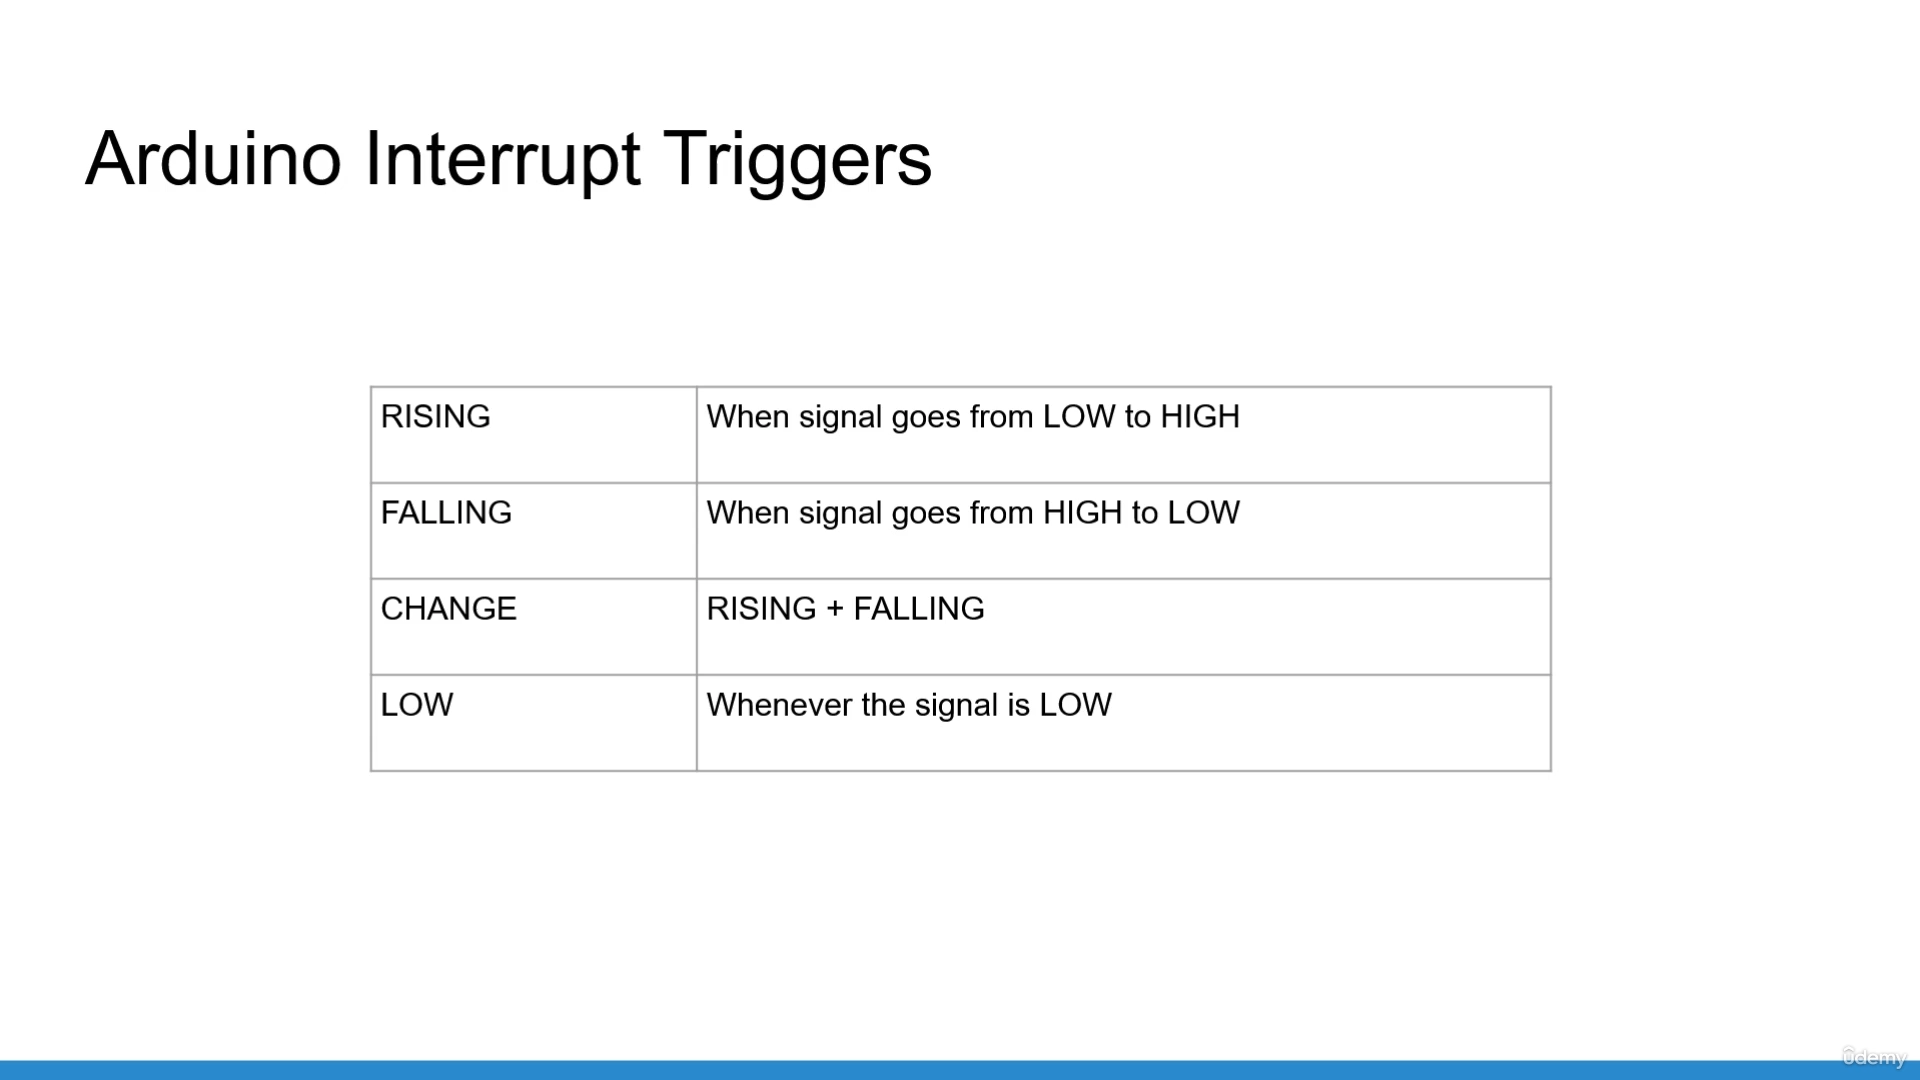 Arduino Interrupt Triggers
RISING When signal goes from LOW to HIGH
FALLING When signal goes from HIGH to LOW
CHANGE RISING + FALLING
LOW Whenever the signal is LOW
ûdemy